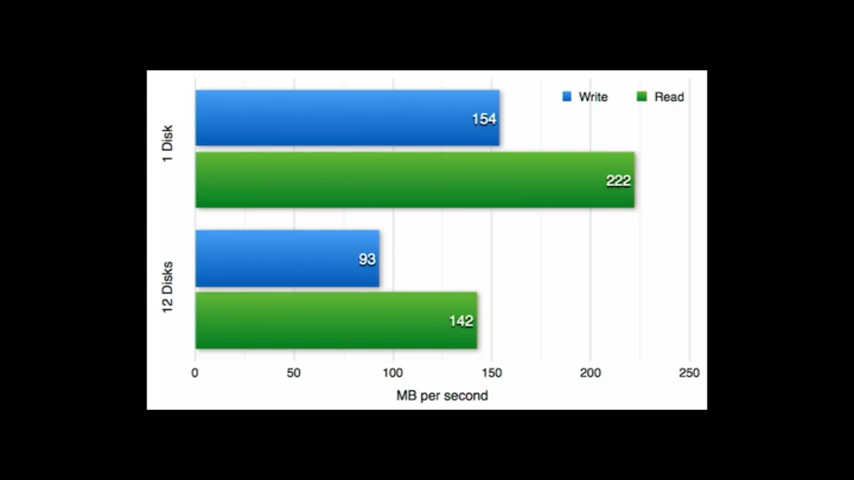 Write Read
1 Disk
154
222
12 Disks
93
142
0 50 100 150 200 250
MB per second